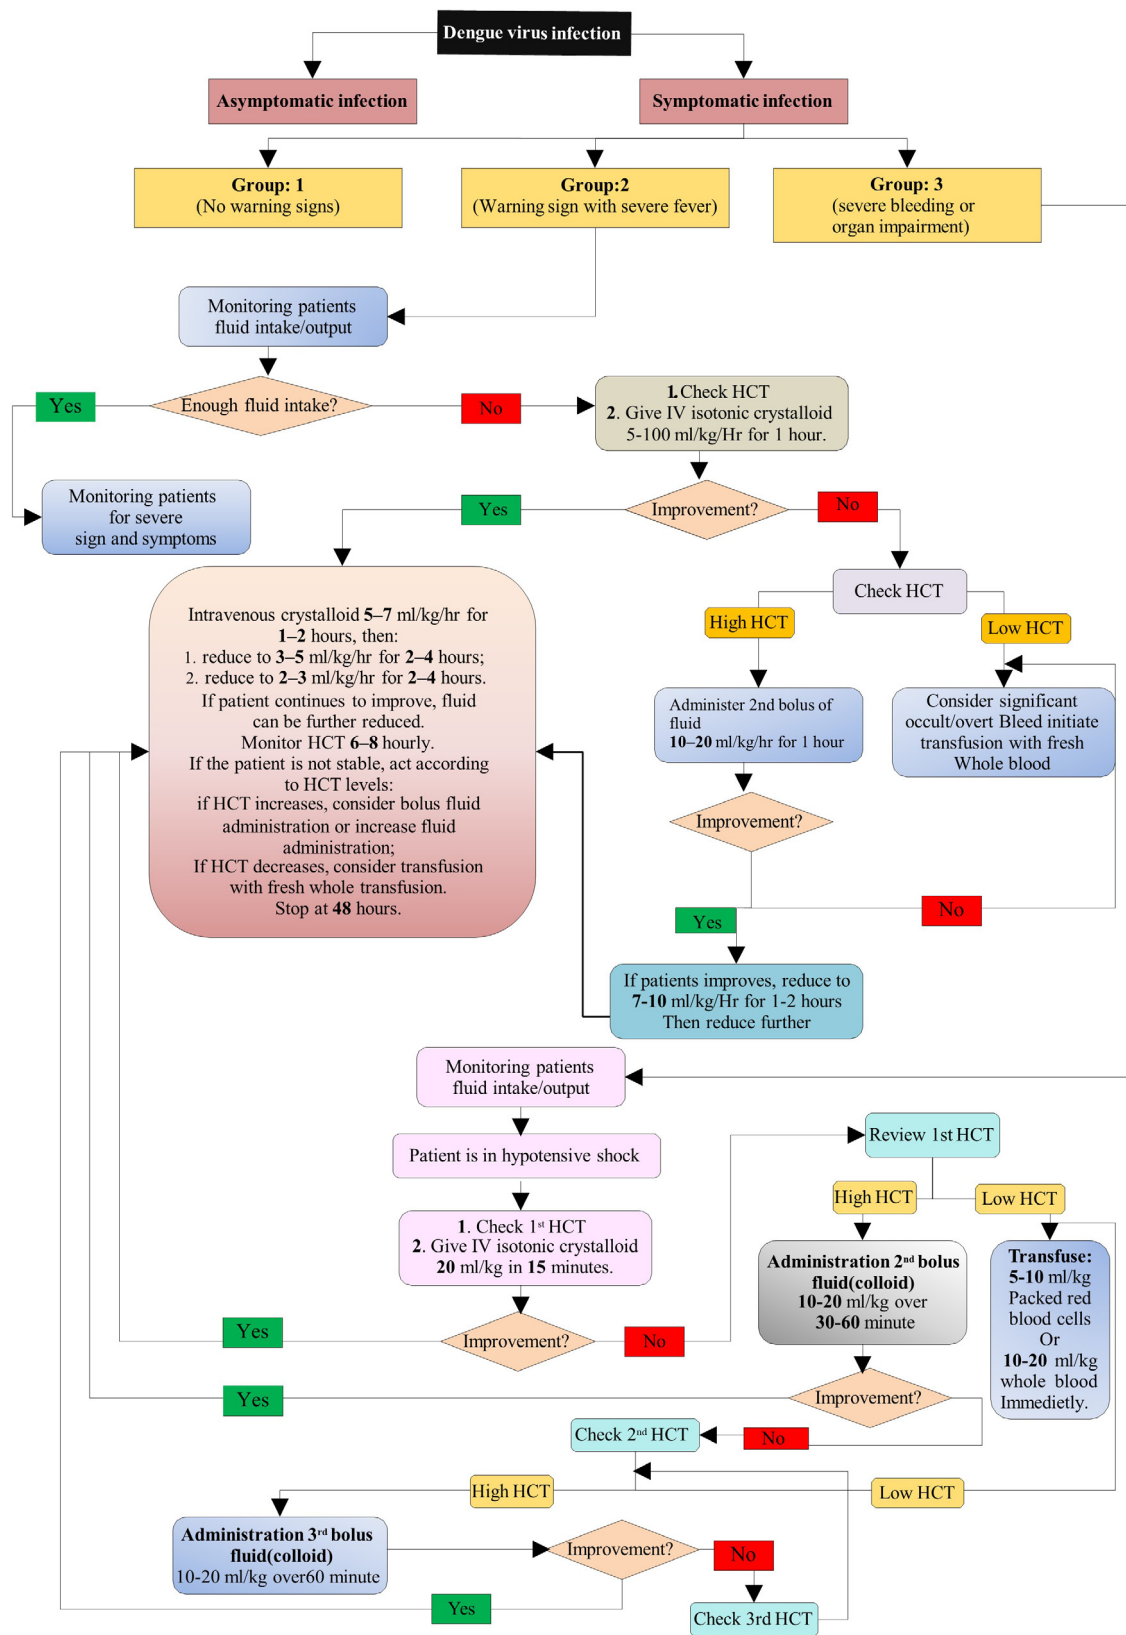 Dengue virus infection
Asymptomatic infection
Symptomatic infection
Group: 1
(No warning signs)
Group:2
(Warning sign with severe fever)
Group: 3
(severe bleeding or
organ impairment)
Monitoring patients
fluid intake/output
Enough fluid intake?
Yes
No
1. Check HCT
2. Give IV isotonic crystalloid
5-100 ml/kg/Hr for 1 hour.
Monitoring patients
for severe
sign and symptoms
Improvement?
Yes
No
Check HCT
High HCT
Low HCT
Intravenous crystalloid 5–7 ml/kg/hr for
1–2 hours, then:
1. reduce to 3–5 ml/kg/hr for 2–4 hours;
2. reduce to 2–3 ml/kg/hr for 2–4 hours.
If patient continues to improve, fluid
can be further reduced.
Monitor HCT 6–8 hourly.
If the patient is not stable, act according
to HCT levels:
if HCT increases, consider bolus fluid
administration or increase fluid
administration;
If HCT decreases, consider transfusion
with fresh whole transfusion.
Stop at 48 hours.
Administer 2nd bolus of
fluid
10–20 ml/kg/hr for 1 hour
Consider significant
occult/overt Bleed initiate
transfusion with fresh
Whole blood
Improvement?
Yes
No
If patients improves, reduce to
7-10 ml/kg/Hr for 1-2 hours
Then reduce further
Monitoring patients
fluid intake/output
Patient is in hypotensive shock
1. Check 1st HCT
2. Give IV isotonic crystalloid
20 ml/kg in 15 minutes.
Improvement?
Yes
No
Review 1st HCT
High HCT
Low HCT
Administration 2nd bolus
fluid(colloid)
10-20 ml/kg over
30-60 minute
Transfuse:
5-10 ml/kg
Packed red
blood cells
Or
10-20 ml/kg
whole blood
Immedietly.
Improvement?
Yes
No
Check 2nd HCT
High HCT
Low HCT
Administration 3rd bolus
fluid(colloid)
10-20 ml/kg over60 minute
Improvement?
No
Yes
Check 3rd HCT